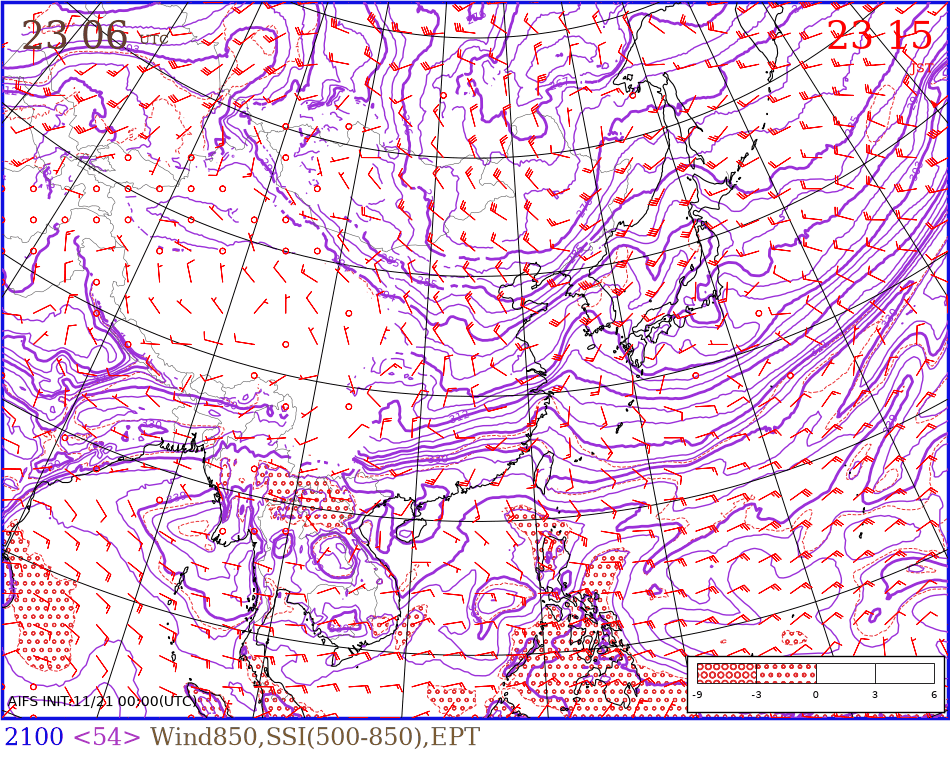 23 06 UTC
23 15
AIFS INIT:11/21 00:00(UTC)
-9 -3 0 3 6
2100 <54> Wind850,SSI(500-850),EPT